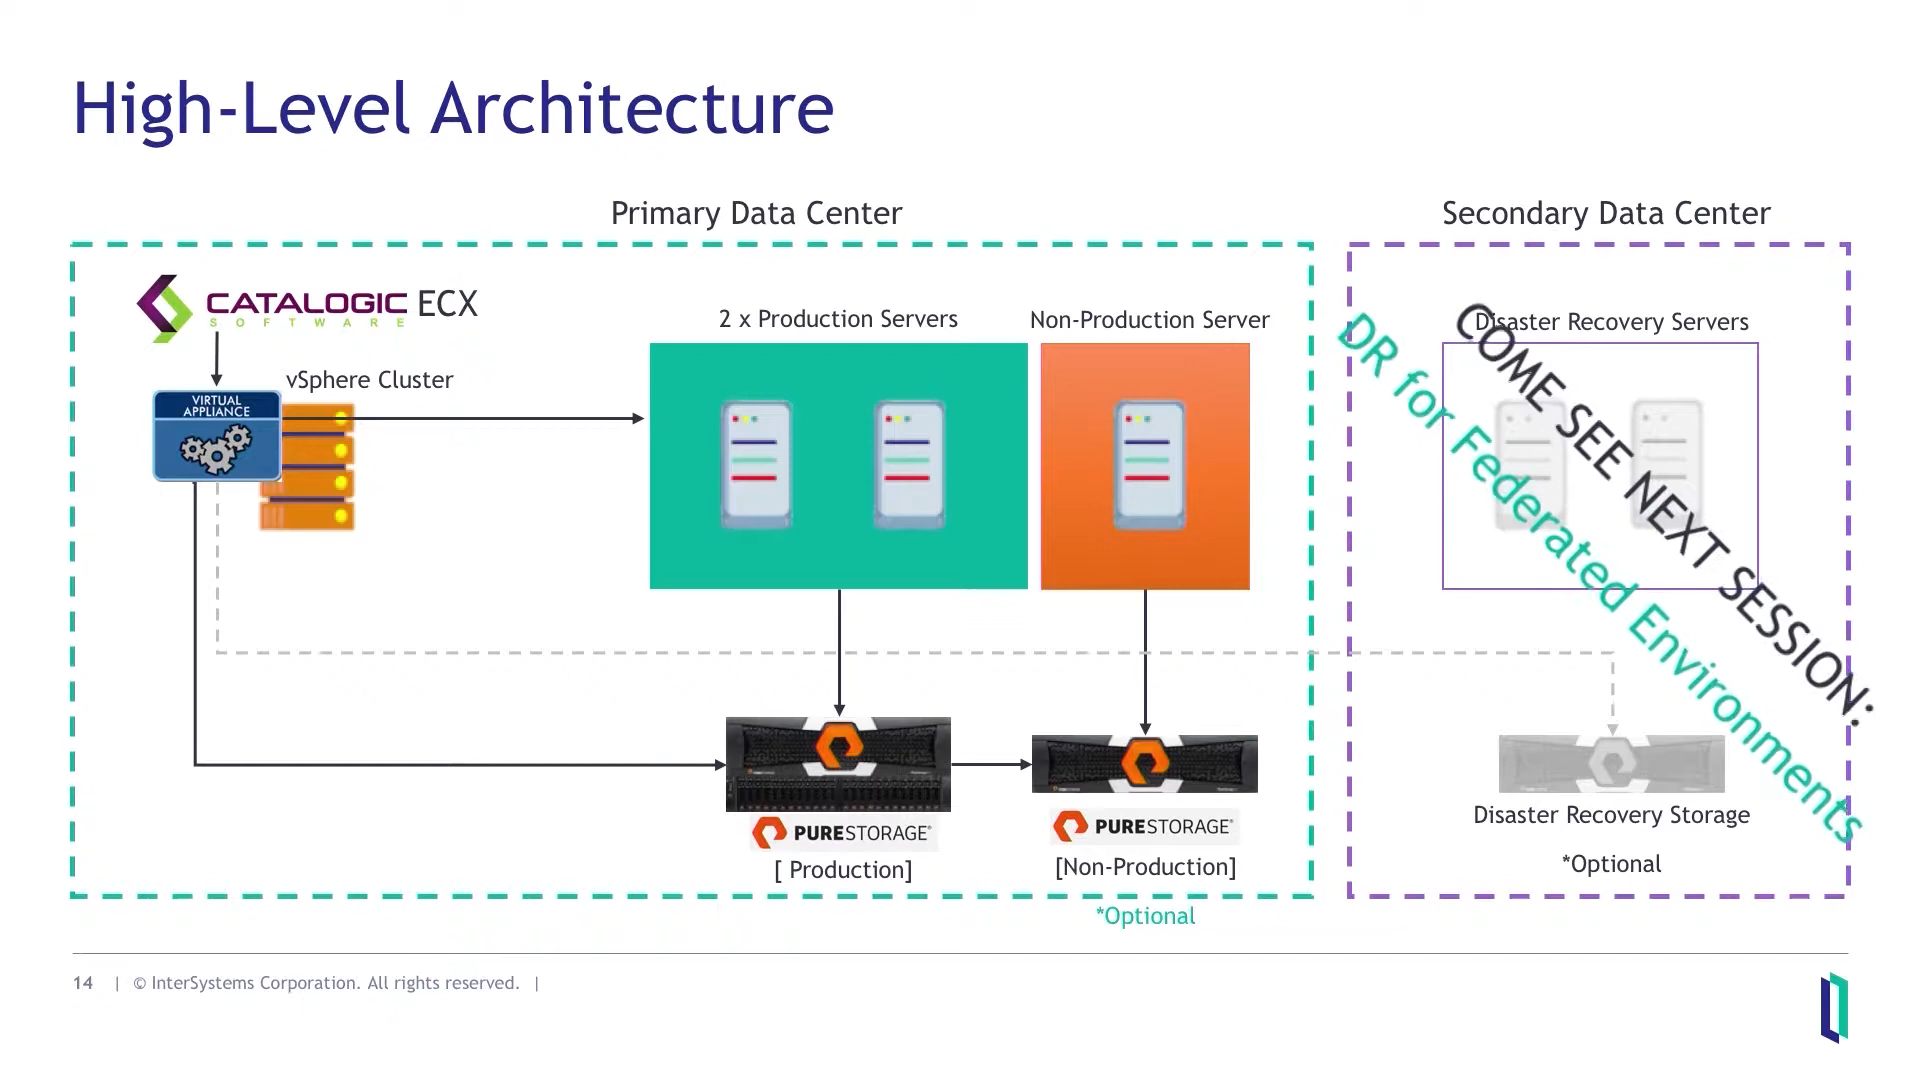 High-Level Architecture
Primary Data Center
Secondary Data Center
CATALOGIC ECX
SOFTWARE
2 x Production Servers
Non-Production Server
Disaster Recovery Servers
vSphere Cluster
VIRTUAL
APPLIANCE
COME SEE NEXT SESSION:
DR for Federated Environments
PURESTORAGE®
[ Production]
PURESTORAGE®
[Non-Production]
*Optional
Disaster Recovery Storage
*Optional
14 | © InterSystems Corporation. All rights reserved. |